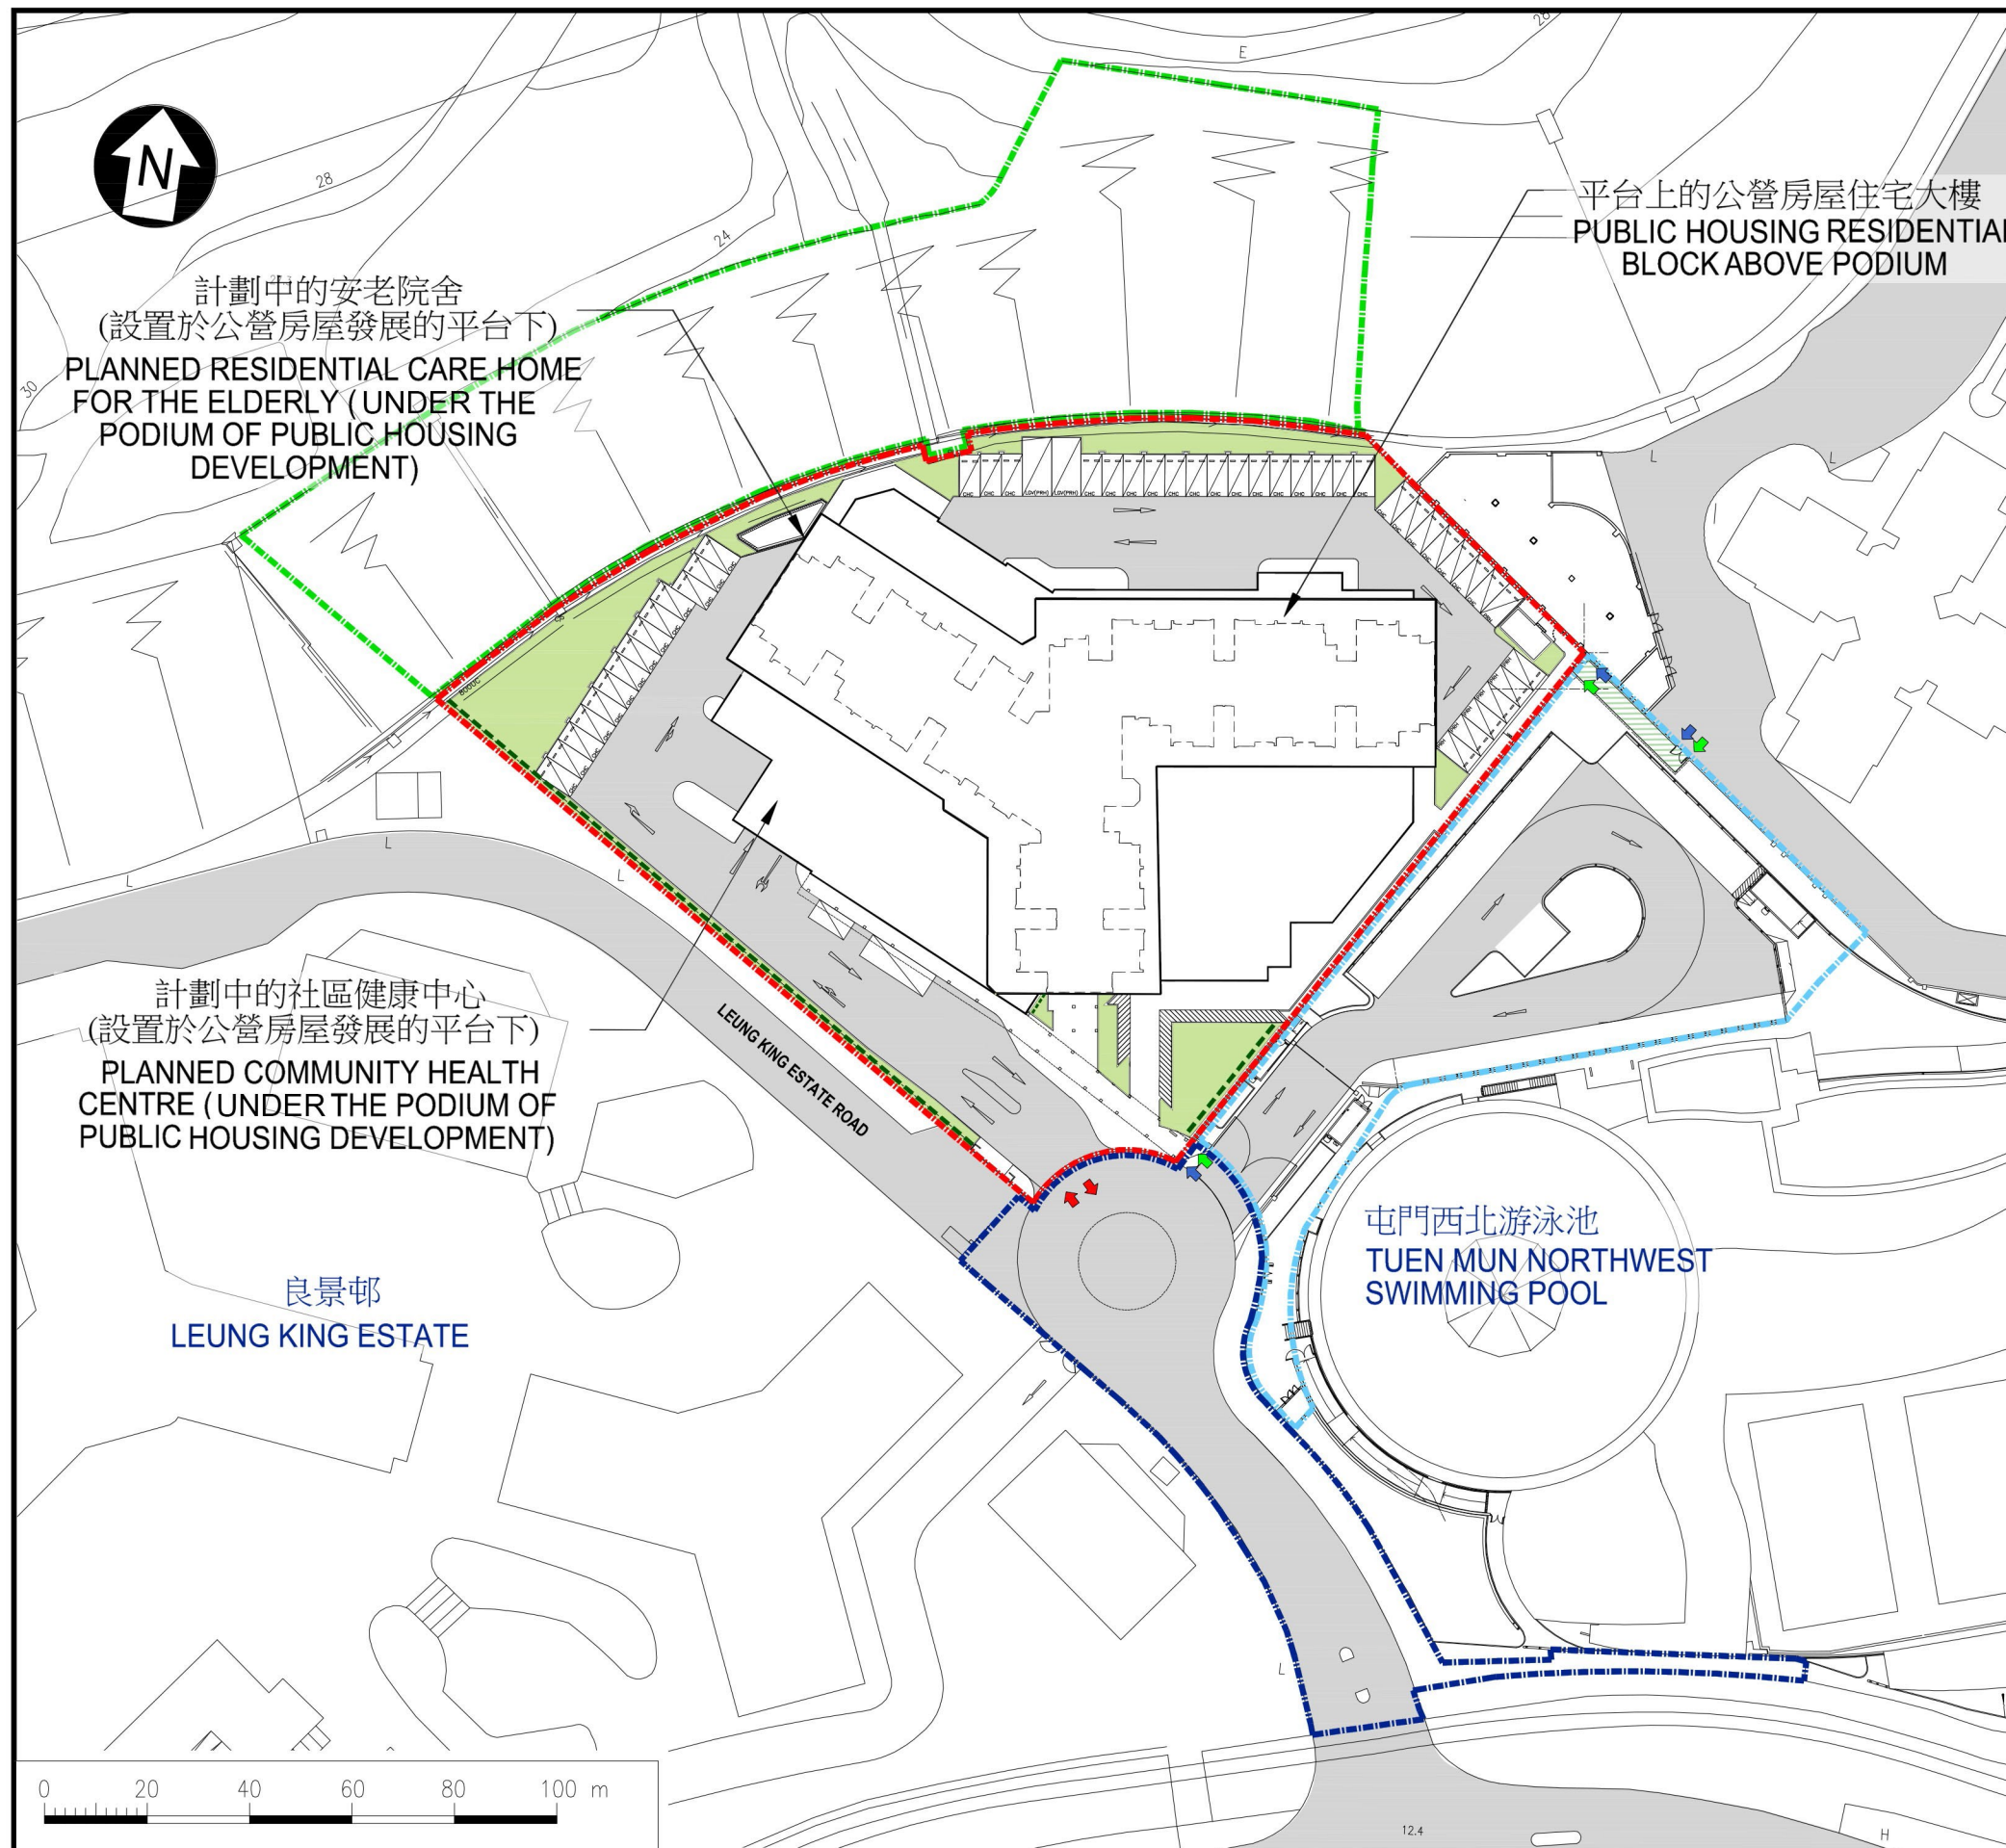 N
28
28
E
24
30
平台上的公營房屋住宅大樓
PUBLIC HOUSING RESIDENTIAL
BLOCK ABOVE PODIUM
計劃中的安老院舍
(設置於公營房屋發展的平台下)
PLANNED RESIDENTIAL CARE HOME
FOR THE ELDERLY (UNDER THE
PODIUM OF PUBLIC HOUSING
DEVELOPMENT)
計劃中的社區健康中心
(設置於公營房屋發展的平台下)
PLANNED COMMUNITY HEALTH
CENTRE (UNDER THE PODIUM OF
PUBLIC HOUSING DEVELOPMENT)
LEUNG KING ESTATE ROAD
屯門西北游泳池
TUEN MUN NORTHWEST
SWIMMING POOL
良景邨
LEUNG KING ESTATE
0 20 40 60 80 100 m
12.4
H